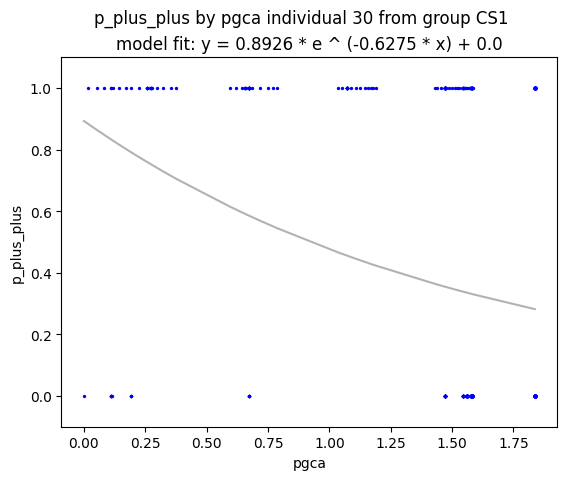 p_plus_plus by pgca individual 30 from group CS1
model fit: y = 0.8926 * e ^ (-0.6275 * x) + 0.0
1.0
0.8
0.6
0.4
0.2
0.0
p_plus_plus
0.00 0.25 0.50 0.75 1.00 1.25 1.50 1.75
pgca